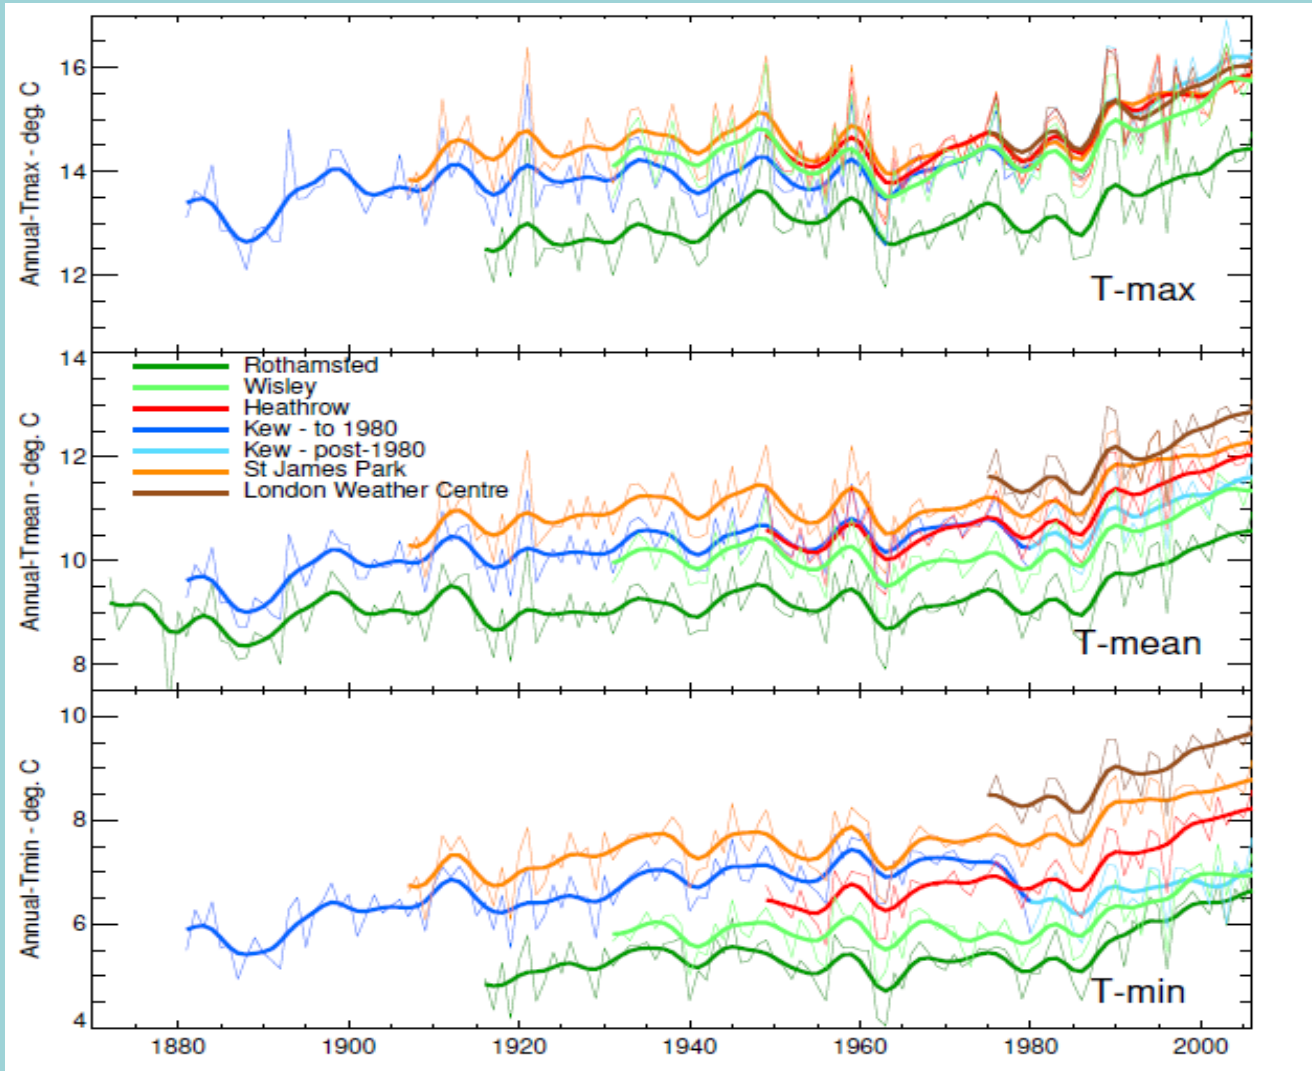 Annual-Tmax - deg. C
16
14
12
T-max
Annual-Tmean - deg. C
14
12
10
8
Rothamsted
Wisley
Heathrow
Kew - to 1980
Kew - post-1980
St James Park
London Weather Centre
T-mean
Annual-Tmin - deg. C
10
8
6
4
T-min
1880 1900 1920 1940 1960 1980 2000